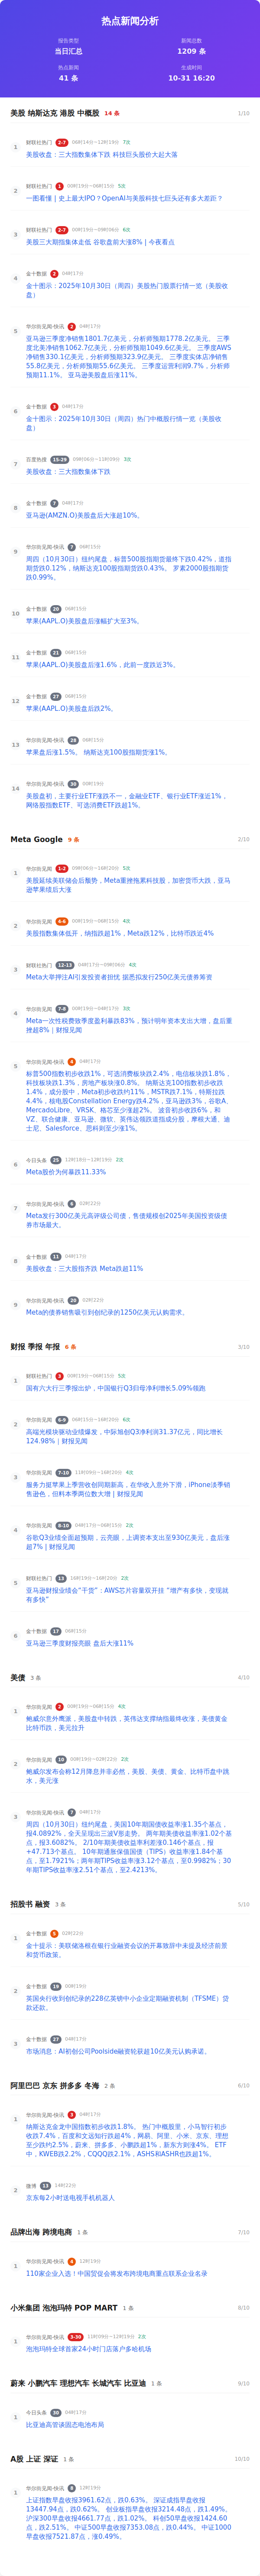 热点新闻分析
报告类型
新闻总数
当日汇总
1209 条
热点新闻
生成时间
41 条
10-31 16:20
美股 纳斯达克 港股 中概股 14 条 1/10
1 财联社热门 2-7 06时14分~12时19分 7次
美股收盘：三大指数集体下跌 科技巨头股价大起大落
2 财联社热门 1 00时19分~06时15分 5次
一图看懂 | 史上最大IPO？OpenAI与美股科技七巨头还有多大差距？
3 财联社热门 2-7 00时19分~09时06分 6次
美股三大期指集体走低 谷歌盘前大涨8% | 今夜看点
4 金十数据 2 04时17分
金十图示：2025年10月30日（周四）美股热门股票行情一览（美股收
盘）
5 华尔街见闻-快讯 2 04时17分
亚马逊三季度净销售1801.7亿美元，分析师预期1778.2亿美元。 三季
度北美净销售1062.7亿美元，分析师预期1049.6亿美元。 三季度AWS
净销售330.1亿美元，分析师预期323.9亿美元。 三季度实体店净销售
55.8亿美元，分析师预期55.6亿美元。 三季度运营利润9.7%，分析师
预期11.1%。 亚马逊美股盘后涨11%。
6 金十数据 3 04时17分
金十图示：2025年10月30日（周四）热门中概股行情一览（美股收
盘）
7 百度热搜 15-29 09时06分~12时09分 3次
美股收盘：三大指数集体下跌
8 金十数据 7 04时17分
亚马逊(AMZN.O)美股盘后大涨超10%。
9 华尔街见闻-快讯 7 06时15分
周四（10月30日）纽约尾盘，标普500股指期货最终下跌0.42%，道指
期货跌0.12%，纳斯达克100股指期货跌0.43%。 罗素2000股指期货
跌0.99%。
10 金十数据 20 06时15分
苹果(AAPL.O)美股盘后涨幅扩大至3%。
11 金十数据 21 06时15分
苹果(AAPL.O)美股盘后涨1.6%，此前一度跌近3%。
12 金十数据 27 06时15分
苹果(AAPL.O)美股盘后跌2%。
13 华尔街见闻-快讯 28 06时15分
苹果盘后涨1.5%。 纳斯达克100股指期货涨1%。
14 华尔街见闻-快讯 30 00时19分
美股盘初，主要行业ETF涨跌不一，金融业ETF、银行业ETF涨近1%，
网络股指数ETF、可选消费ETF跌超1%。
Meta Google 9 条 2/10
1 华尔街见闻 1-2 00时06分~16时20分 5次
美股延续美关储会后颓势，Meta重挫拖累科技股，加密货币大跌，亚马
逊苹果绩后大涨
2 华尔街见闻 4-6 00时19分~06时15分 4次
美股指数集体低开，纳指跌超1%，Meta跌12%，比特币跌近4%
3 财联社热门 12-13 04时17分~09时06分 4次
Meta大举押注AI引发投资者担忧 据悉拟发行250亿美元债券筹资
4 华尔街见闻 7-8 00时19分~04时17分 3次
Meta一次性税费致季度盈利暴跌83%，预计明年资本支出大增，盘后重
挫超8% | 财报见闻
5 华尔街见闻-快讯 4 04时17分
标普500指数初步收跌1%，可选消费板块跌2.4%，电信板块跌1.8%，
科技板块跌1.3%，房地产板块涨0.8%。 纳斯达克100指数初步收跌
1.4%，成分股中，Meta初步收跌约11%，MSTR跌7.1%，特斯拉跌
4.4%，核电股Constellation Energy跌4.2%，亚马逊跌3%，谷歌A、
MercadoLibre、VRSK、格芯至少涨超2%。 波音初步收跌6%，和
VZ、联合健康、亚马逊、微软、英伟达领跌道指成分股，摩根大通、迪
士尼、Salesforce、思科则至少涨1%。
6 今日头条 25 12时18分~12时19分 2次
Meta股价为何暴跌11.33%
7 华尔街见闻-快讯 6 02时22分
Meta发行300亿美元高评级公司债，售债规模创2025年美国投资级债
券市场最大。
8 金十数据 11 04时17分
美股收盘：三大股指齐跌 Meta跌超11%
9 华尔街见闻-快讯 20 02时22分
Meta的债券销售吸引到创纪录的1250亿美元认购需求。
财报 季报 年报 6 条 3/10
1 财联社热门 3 00时19分~06时15分 5次
国有六大行三季报出炉，中国银行Q3归母净利增长5.09%领跑
2 华尔街见闻 6-9 06时15分~16时20分 6次
高端光模块驱动业绩爆发，中际旭创Q3净利润31.37亿元，同比增长
124.98% | 财报见闻
3 华尔街见闻 7-10 11时09分~16时20分 4次
服务力挺苹果上季营收创同期新高，在华收入意外下滑，iPhone淡季销
售逊色，但料本季两位数大增 | 财报见闻
4 华尔街见闻 8-10 04时17分~06时15分 2次
谷歌Q3业绩全面超预期，云亮眼，上调资本支出至930亿美元，盘后涨
超7% | 财报见闻
5 财联社热门 13 16时19分~16时20分 2次
亚马逊财报业绩会“干货”：AWS芯片容量双开挂 “增产有多快，变现就
有多快”
6 金十数据 17 06时15分
亚马逊三季度财报亮眼 盘后大涨11%
美债 3 条 4/10
1 华尔街见闻 2 00时19分~06时15分 4次
鲍威尔意外鹰派，美股盘中转跌，英伟达支撑纳指最终收涨，美债黄金
比特币跌，美元拉升
2 华尔街见闻 10 00时19分~02时22分 2次
鲍威尔发布会称12月降息并非必然，美股、美债、黄金、比特币盘中跳
水，美元涨
3 华尔街见闻-快讯 7 04时17分
周四（10月30日）纽约尾盘，美国10年期国债收益率涨1.35个基点，
报4.0892%，全天呈现出三波V形走势。 两年期美债收益率涨1.02个基
点，报3.6082%。 2/10年期美债收益率利差涨0.146个基点，报
+47.713个基点。 10年期通胀保值国债（TIPS）收益率涨1.84个基
点，至1.7921%；两年期TIPS收益率涨3.12个基点，至0.9982%；30
年期TIPS收益率涨2.51个基点，至2.4213%。
招股书 融资 3 条 5/10
1 金十数据 5 02时22分
金十提示：美联储洛根在银行业融资会议的开幕致辞中未提及经济前景
和货币政策。
2 金十数据 19 00时19分
英国央行收到创纪录的228亿英镑中小企业定期融资机制（TFSME）贷
款还款。
3 金十数据 27 04时17分
市场消息：AI初创公司Poolside融资轮获超10亿美元认购承诺。
阿里巴巴 京东 拼多多 冬海 2 条 6/10
1 华尔街见闻-快讯 3 04时17分
纳斯达克金龙中国指数初步收跌1.8%。 热门中概股里，小马智行初步
收跌7.4%，百度和文远知行跌超4%，网易、阿里、小米、京东、理想
至少跌约2.5%，蔚来、拼多多、小鹏跌超1%，新东方则涨4%。 ETF
中，KWEB跌2.2%，CQQQ跌2.1%，ASHS和ASHR也跌超1%。
2 微博 13 14时22分
京东每2小时送电视手机机器人
品牌出海 跨境电商 1 条 7/10
1 华尔街见闻-快讯 4 12时19分
110家企业入选！中国贸促会将发布跨境电商重点联系企业名录
小米集团 泡泡玛特 POP MART 1 条 8/10
1 华尔街见闻-快讯 3-30 11时09分~12时19分 2次
泡泡玛特全球首家24小时门店落户多哈机场
蔚来 小鹏汽车 理想汽车 长城汽车 比亚迪 1 条 9/10
1 今日头条 30 04时17分
比亚迪高管谈固态电池布局
A股 上证 深证 1 条 10/10
1 华尔街见闻-快讯 8 12时19分
上证指数早盘收报3961.62点，跌0.63%。 深证成指早盘收报
13447.94点，跌0.62%。 创业板指早盘收报3214.48点，跌1.49%。
沪深300早盘收报4661.77点，跌1.02%。 科创50早盘收报1424.60
点，跌2.51%。 中证500早盘收报7353.08点，跌0.44%。 中证1000
早盘收报7521.87点，涨0.49%。